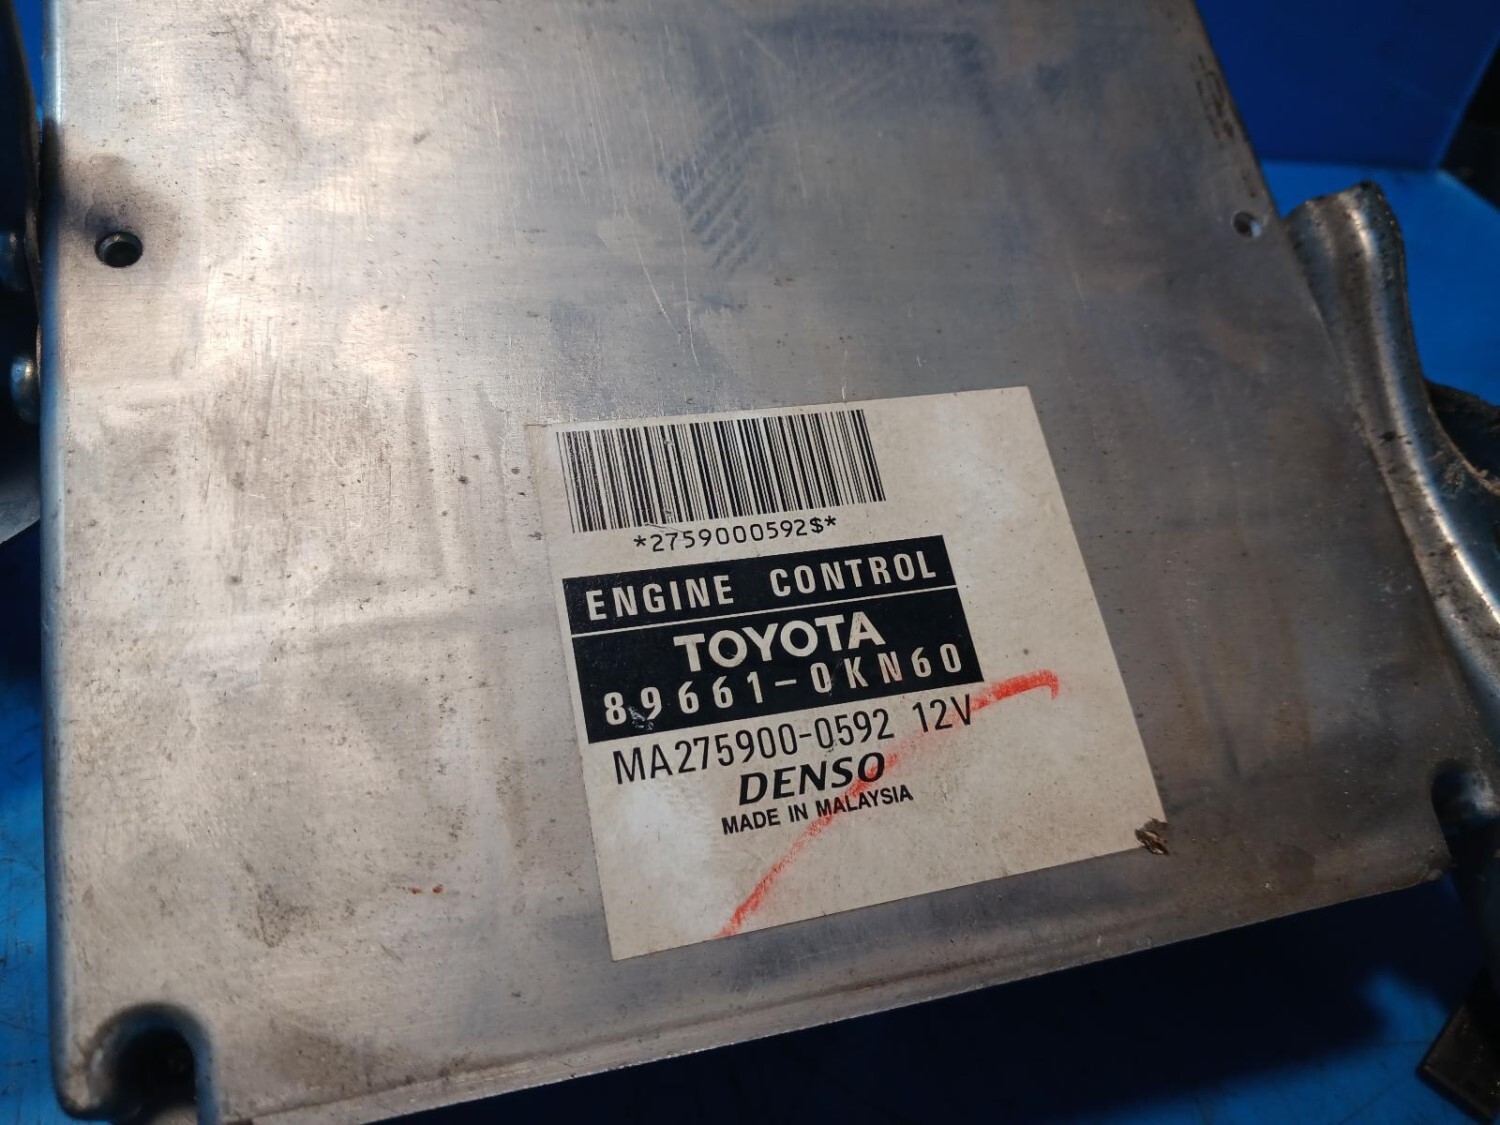 *2759000592$*
ENGINE CONTROL
TOYOTA
89661-0KN60
MA275900-0592 12V
DENSO
MADE IN MALAYSIA